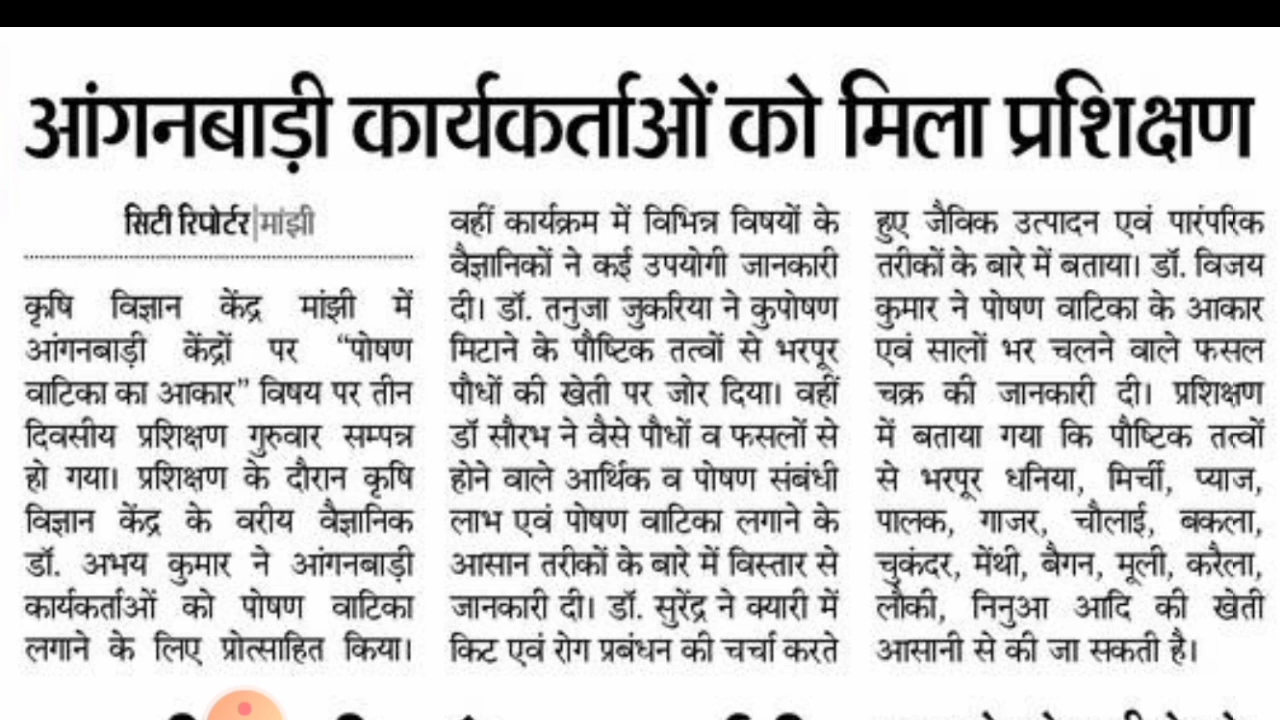 आंगनबाड़ी कार्यकर्ताओं को मिला प्रशिक्षण
सिटी रिपोर्टर|मांझी
कृषि विज्ञान केंद्र मांझी में
आंगनबाड़ी केंद्रों पर “पोषण
वाटिका का आकार” विषय पर तीन
दिवसीय प्रशिक्षण गुरुवार सम्पन्न
हो गया। प्रशिक्षण के दौरान कृषि
विज्ञान केंद्र के वरीय वैज्ञानिक
डॉ. अभय कुमार ने आंगनबाड़ी
कार्यकर्ताओं को पोषण वाटिका
लगाने के लिए प्रोत्साहित किया।
वहीं कार्यक्रम में विभिन्न विषयों के
वैज्ञानिकों ने कई उपयोगी जानकारी
दी। डॉ. तनुजा जुकरिया ने कुपोषण
मिटाने के पौष्टिक तत्वों से भरपूर
पौधों की खेती पर जोर दिया। वहीं
डॉ सौरभ ने वैसे पौधों व फसलों से
होने वाले आर्थिक व पोषण संबंधी
लाभ एवं पोषण वाटिका लगाने के
आसान तरीकों के बारे में विस्तार से
जानकारी दी। डॉ. सुरेंद्र ने क्यारी में
किट एवं रोग प्रबंधन की चर्चा करते
हुए जैविक उत्पादन एवं पारंपरिक
तरीकों के बारे में बताया। डॉ. विजय
कुमार ने पोषण वाटिका के आकार
एवं सालों भर चलने वाले फसल
चक्र की जानकारी दी। प्रशिक्षण
में बताया गया कि पौष्टिक तत्वों
से भरपूर धनिया, मिर्ची, प्याज,
पालक, गाजर, चौलाई, बकला,
चुकंदर, मेंथी, बैगन, मूली, करैला,
लौकी, निनुआ आदि की खेती
आसानी से की जा सकती है।